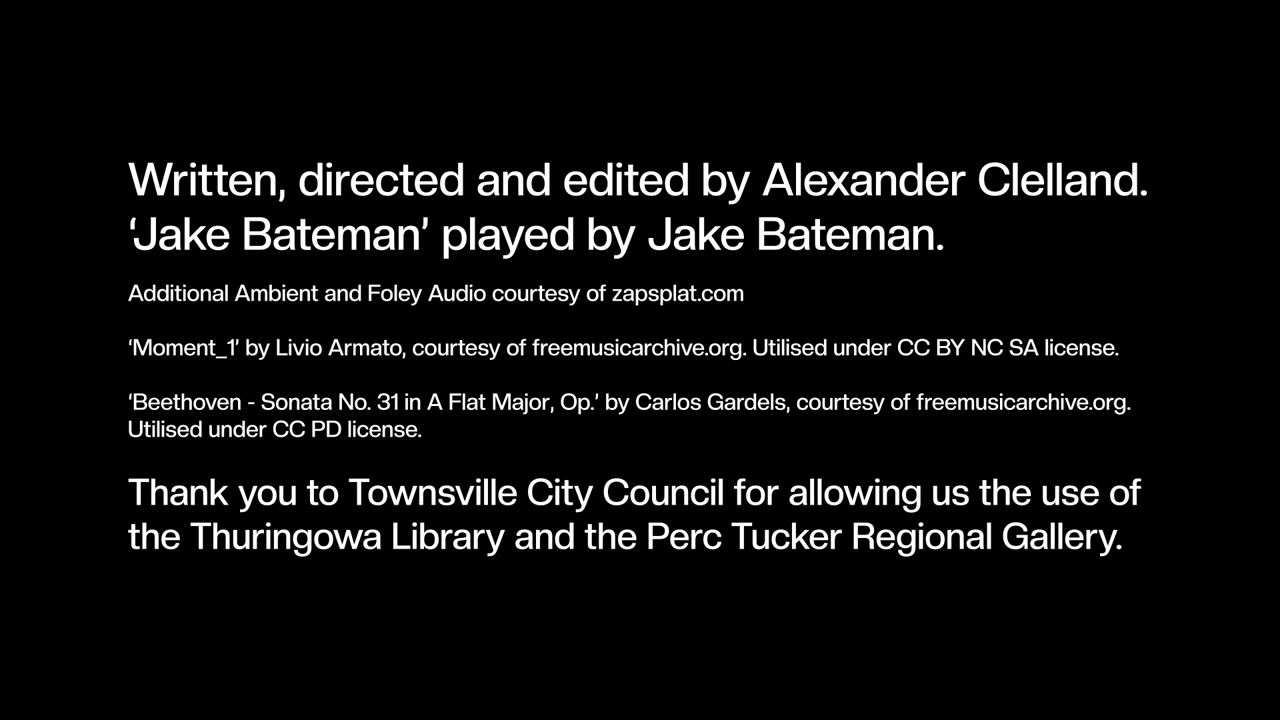 Written, directed and edited by Alexander Clelland.
‘Jake Bateman’ played by Jake Bateman.
Additional Ambient and Foley Audio courtesy of zapsplat.com
‘Moment_1’ by Livio Armato, courtesy of freemusicarchive.org. Utilised under CC BY NC SA license.
‘Beethoven - Sonata No. 31 in A Flat Major, Op.’ by Carlos Gardels, courtesy of freemusicarchive.org.
Utilised under CC PD license.
Thank you to Townsville City Council for allowing us the use of
the Thuringowa Library and the Perc Tucker Regional Gallery.